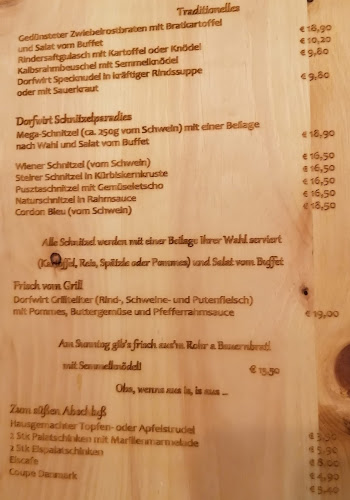 Traditionelles
Gedünsteter Zwiebelrostbraten mit Bratkartoffel
und Salat vom Buffet € 18,90
Rindersaftgulasch mit Kartoffel oder Knödel € 10,20
Kalbsrahmbeuschel mit Semmelknödel € 9,80
Dorfwirt Specknudel in kräftiger Rindssuppe
oder mit Sauerkraut € 9,80
Dorfwirt Schnitzelparadies
Mega-Schnitzel (ca. 250g vom Schwein) mit einer Beilage
nach Wahl und Salat vom Buffet € 18,90
Wiener Schnitzel (vom Schwein) € 16,50
Steirer Schnitzel in Kürbiskernkruste € 16,50
Pusztaschnitzel mit Gemüseletscho € 16,50
Naturschnitzel in Rahmsauce € 16,50
Cordon Bleu (vom Schwein) € 18,50
Alle Schnitzel werden mit einer Beilage Ihrer Wahl serviert
(Kartoffel, Reis, Spätzle oder Pommes) und Salat vom Buffet
Frisch vom Grill
Dorfwirt Grillteller (Rind-, Schweine- und Putenfleisch)
mit Pommes, Buttergemüse und Pfefferrahmsauce € 19,00
Am Sunntag gib's frisch aus'm Rohr a Bauernbratl
mit Semmelknödel! € 13,50
Oba, wenns aus is, is aus ...
Zum süßen Abschluß
Hausgemachter Topfen- oder Apfelstrudel
2 Stk Palatschinken mit Marillenmarmelade
2 Stk Eispalatschinken
Eiscafe
Coupe Danmark